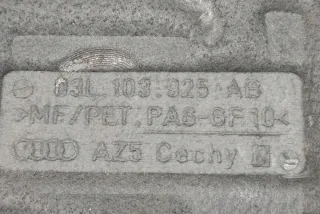 03L 103 925 AB
>MF/PET. PA6-GF10<
AZ5 Cechy